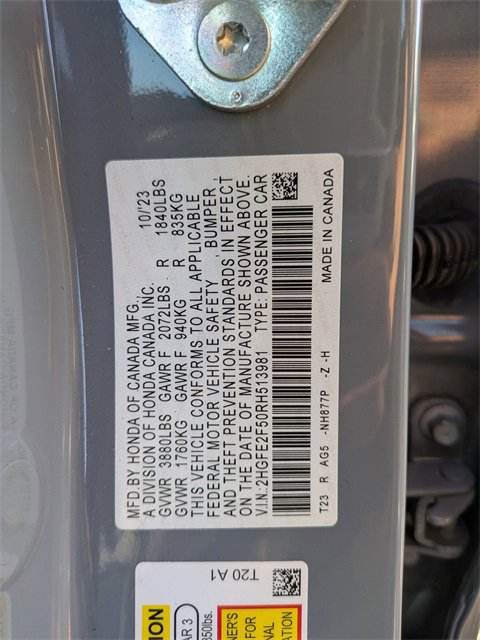 MFD.BY HONDA OF CANADA MFG.,
A DIVISION OF HONDA CANADA INC. 10/'23
GVWR 3880LBS GAWR F 2072LBS R 1840LBS
GVWR 1760KG GAWR F 940KG R 835KG
THIS VEHICLE CONFORMS TO ALL APPLICABLE
FEDERAL MOTOR VEHICLE SAFETY , BUMPER ,
AND THEFT PREVENTION STANDARDS IN EFFECT
ON THE DATE OF MANUFACTURE SHOWN ABOVE.
V.I.N.:2HGFE2F50RH513981 TYPE: PASSENGER CAR
T23 R AG5 -NH877P -Z -H MADE IN CANADA
T20 A1